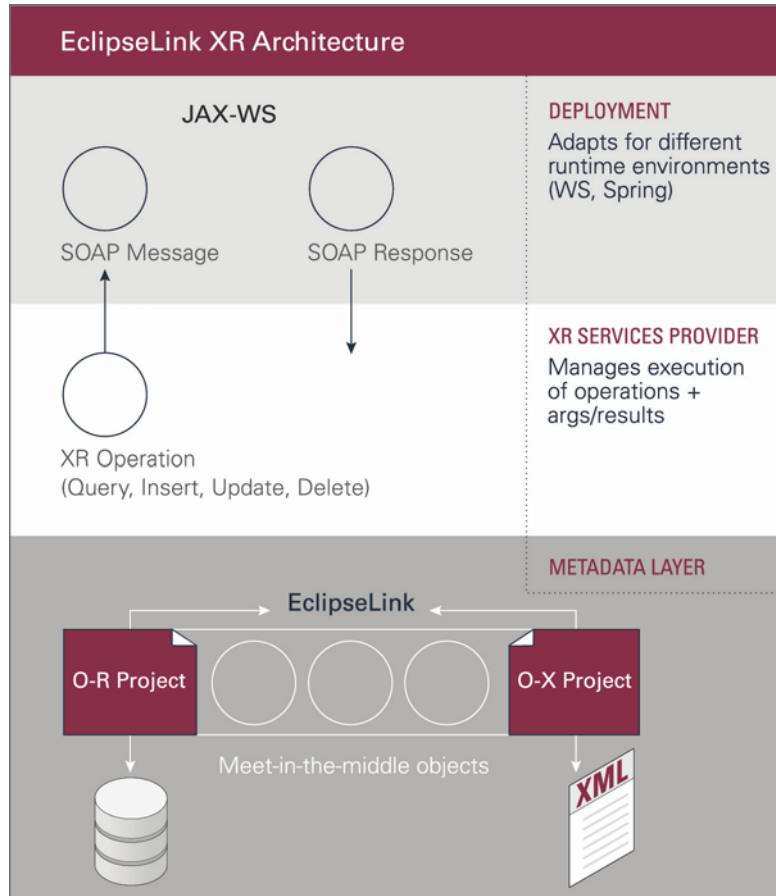 EclipseLink XR Architecture
JAX-WS
SOAP Message
SOAP Response
DEPLOYMENT
Adapts for different
runtime environments
(WS, Spring)
XR Operation
(Query, Insert, Update, Delete)
XR SERVICES PROVIDER
Manages execution
of operations +
args/results
METADATA LAYER
EclipseLink
O-R Project
O-X Project
Meet-in-the-middle objects
XML